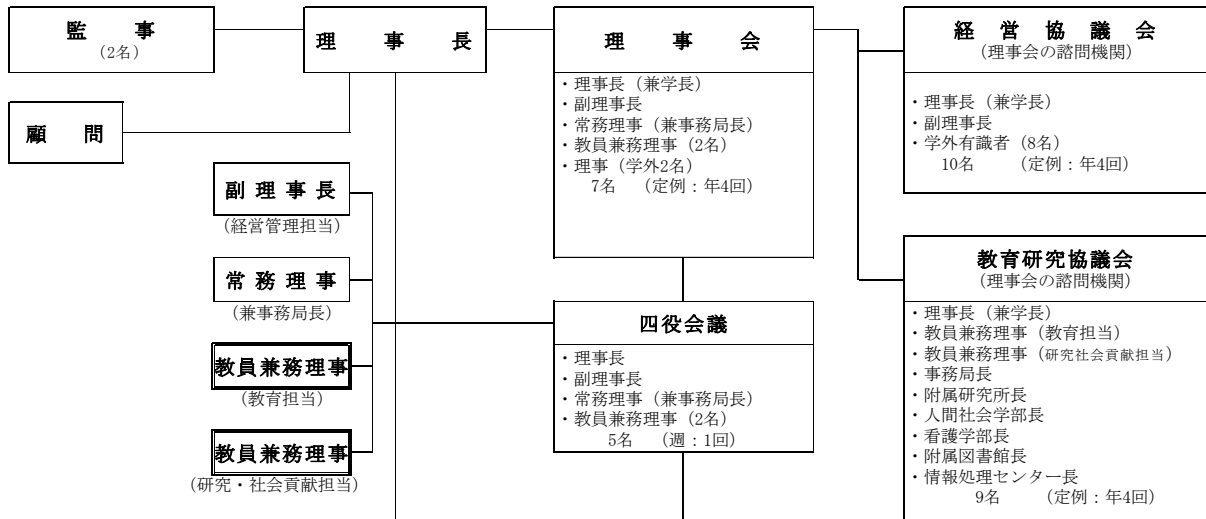 監　　事
（2名）
理　事　長
理　事　会
・理事長（兼学長）
・副理事長
・常務理事（兼事務局長）
・教員兼務理事（2名）
・理事（学外2名）
7名　（定例：年4回）
経　営　協　議　会
（理事会の諮問機関）
・理事長（兼学長）
・副理事長
・学外有識者（8名）
10名　　（定例：年4回）
顧　　問
副 理 事 長
（経営管理担当）
常 務 理 事
（兼事務局長）
教員兼務理事
（教育担当）
教員兼務理事
（研究・社会貢献担当）
四役会議
・理事長
・副理事長
・常務理事（兼事務局長）
・教員兼務理事（2名）
5名　（週：1回）
教育研究協議会
（理事会の諮問機関）
・理事長（兼学長）
・教員兼務理事（教育担当）
・教員兼務理事（研究社会貢献担当）
・事務局長
・附属研究所長
・人間社会学部長
・看護学部長
・附属図書館長
・情報処理センター長
9名　　（定例：年4回）